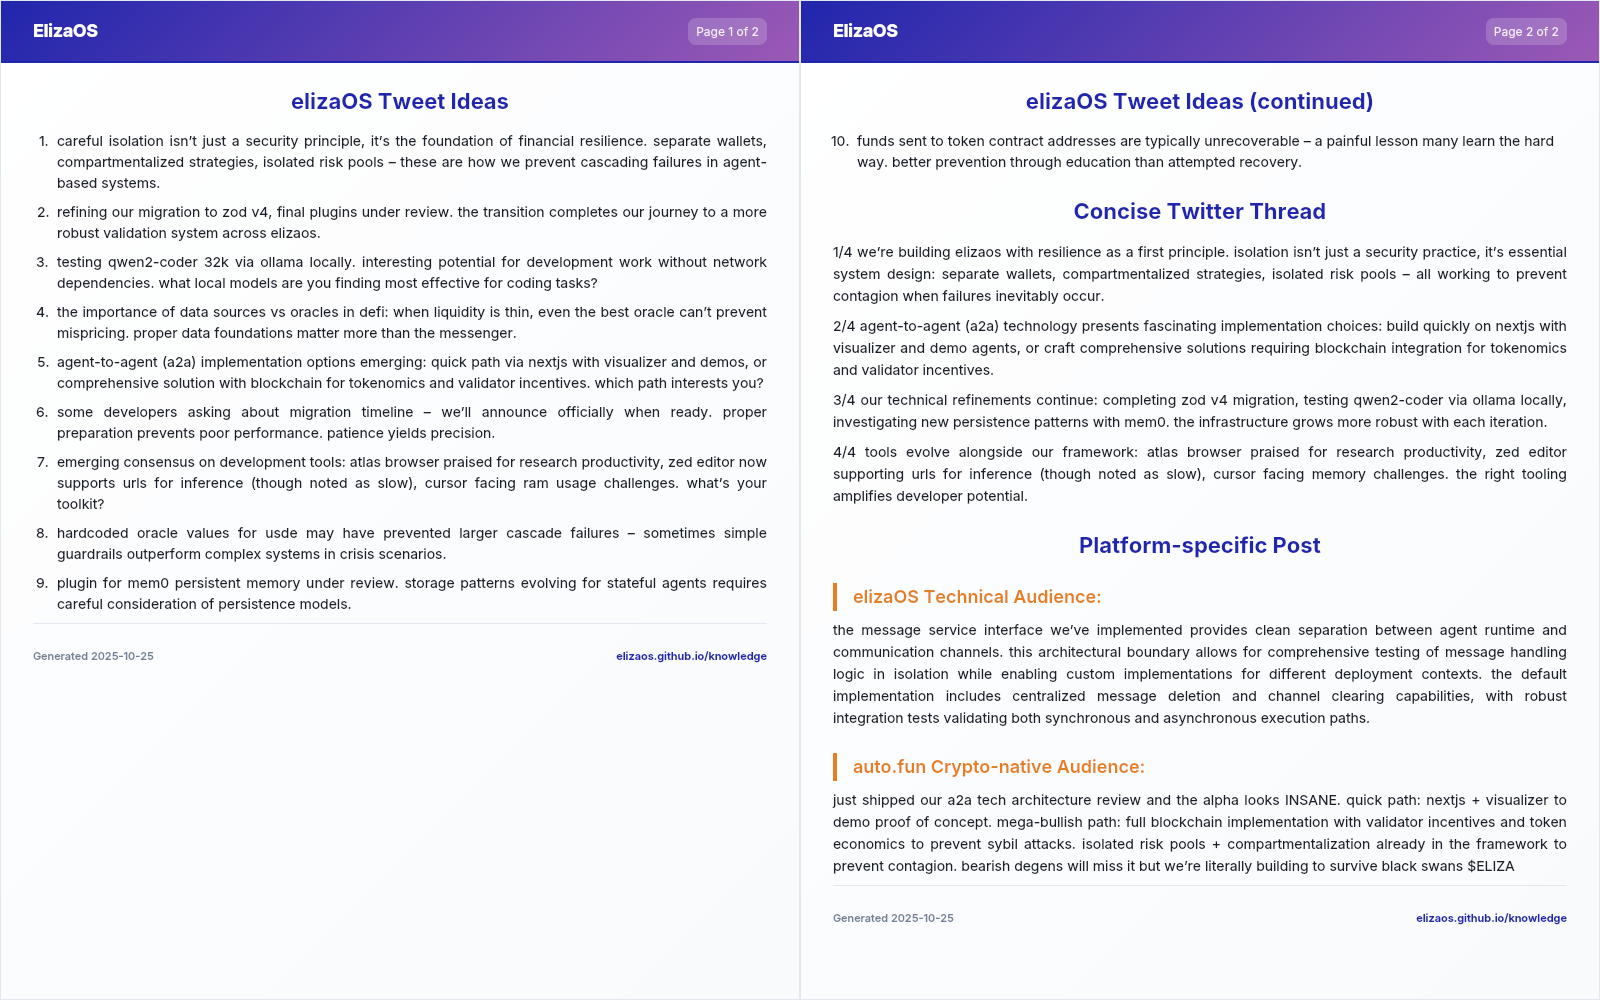 ElizaOS
Page 1 of 2
elizaOS Tweet Ideas
1. careful isolation isn’t just a security principle, it’s the foundation of financial resilience. separate wallets,
compartmentalized strategies, isolated risk pools – these are how we prevent cascading failures in agent-
based systems.
2. refining our migration to zod v4, final plugins under review. the transition completes our journey to a more
robust validation system across elizaos.
3. testing qwen2-coder 32k via ollama locally. interesting potential for development work without network
dependencies. what local models are you finding most effective for coding tasks?
4. the importance of data sources vs oracles in defi: when liquidity is thin, even the best oracle can’t prevent
mispricing. proper data foundations matter more than the messenger.
5. agent-to-agent (a2a) implementation options emerging: quick path via nextjs with visualizer and demos, or
comprehensive solution with blockchain for tokenomics and validator incentives. which path interests you?
6. some developers asking about migration timeline – we’ll announce officially when ready. proper
preparation prevents poor performance. patience yields precision.
7. emerging consensus on development tools: atlas browser praised for research productivity, zed editor now
supports urls for inference (though noted as slow), cursor facing ram usage challenges. what’s your
toolkit?
8. hardcoded oracle values for usde may have prevented larger cascade failures – sometimes simple
guardrails outperform complex systems in crisis scenarios.
9. plugin for mem0 persistent memory under review. storage patterns evolving for stateful agents requires
careful consideration of persistence models.
Generated 2025-10-25
elizaos.github.io/knowledge
ElizaOS
Page 2 of 2
elizaOS Tweet Ideas (continued)
10. funds sent to token contract addresses are typically unrecoverable – a painful lesson many learn the hard
way. better prevention through education than attempted recovery.
Concise Twitter Thread
1/4 we’re building elizaos with resilience as a first principle. isolation isn’t just a security practice, it’s essential
system design: separate wallets, compartmentalized strategies, isolated risk pools – all working to prevent
contagion when failures inevitably occur.
2/4 agent-to-agent (a2a) technology presents fascinating implementation choices: build quickly on nextjs with
visualizer and demo agents, or craft comprehensive solutions requiring blockchain integration for tokenomics
and validator incentives.
3/4 our technical refinements continue: completing zod v4 migration, testing qwen2-coder via ollama locally,
investigating new persistence patterns with mem0. the infrastructure grows more robust with each iteration.
4/4 tools evolve alongside our framework: atlas browser praised for research productivity, zed editor
supporting urls for inference (though noted as slow), cursor facing memory challenges. the right tooling
amplifies developer potential.
Platform-specific Post
elizaOS Technical Audience:
the message service interface we’ve implemented provides clean separation between agent runtime and
communication channels. this architectural boundary allows for comprehensive testing of message handling
logic in isolation while enabling custom implementations for different deployment contexts. the default
implementation includes centralized message deletion and channel clearing capabilities, with robust
integration tests validating both synchronous and asynchronous execution paths.
auto.fun Crypto-native Audience:
just shipped our a2a tech architecture review and the alpha looks INSANE. quick path: nextjs + visualizer to
demo proof of concept. mega-bullish path: full blockchain implementation with validator incentives and token
economics to prevent sybil attacks. isolated risk pools + compartmentalization already in the framework to
prevent contagion. bearish degens will miss it but we’re literally building to survive black swans $ELIZA
Generated 2025-10-25
elizaos.github.io/knowledge